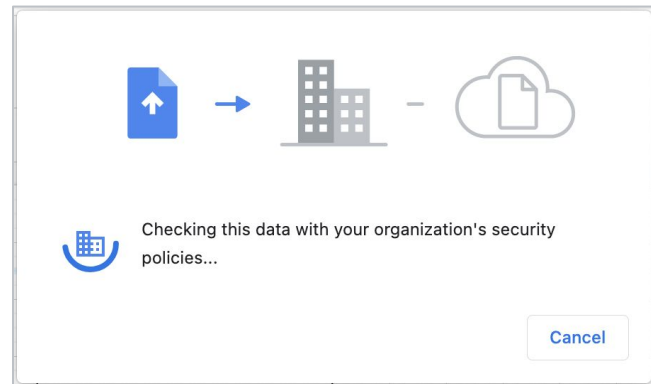 Checking this data with your organization's security
policies...
Cancel